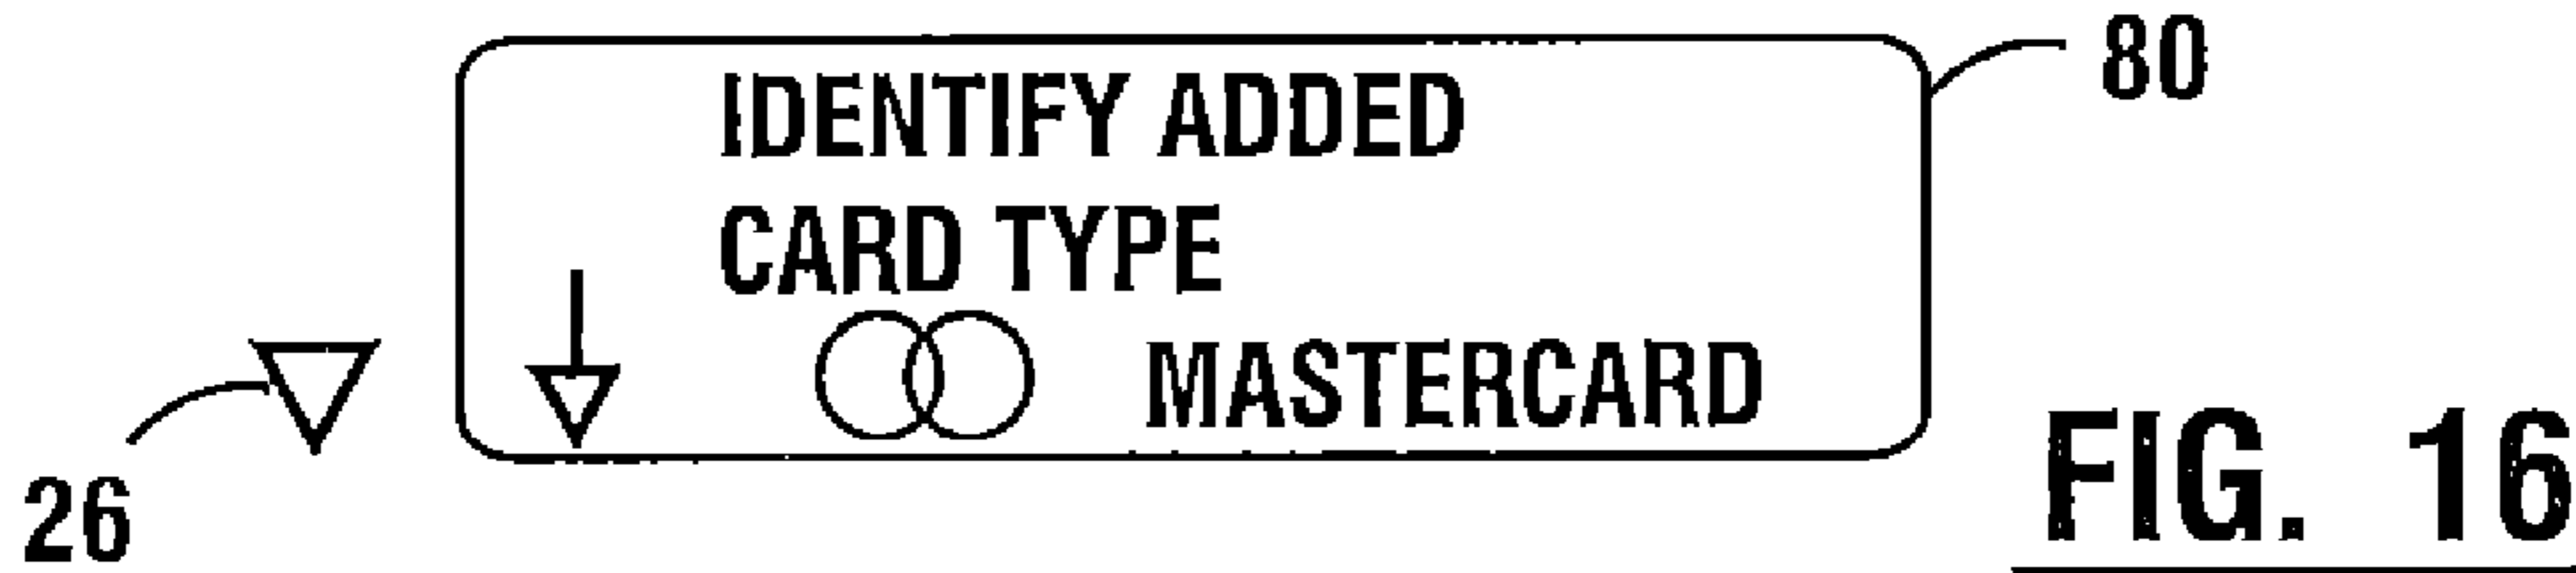 80
IDENTIFY ADDED
CARD TYPE
MASTERCARD
26
FIG. 16